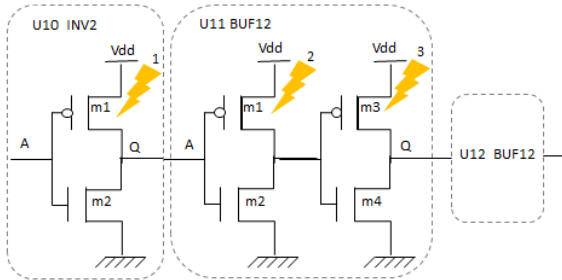 U10 INV2
U11 BUF12
Vdd
1
Vdd
2
Vdd
3
m1
m1
m3
A
Q
A
Q
U12 BUF12
m2
m2
m4